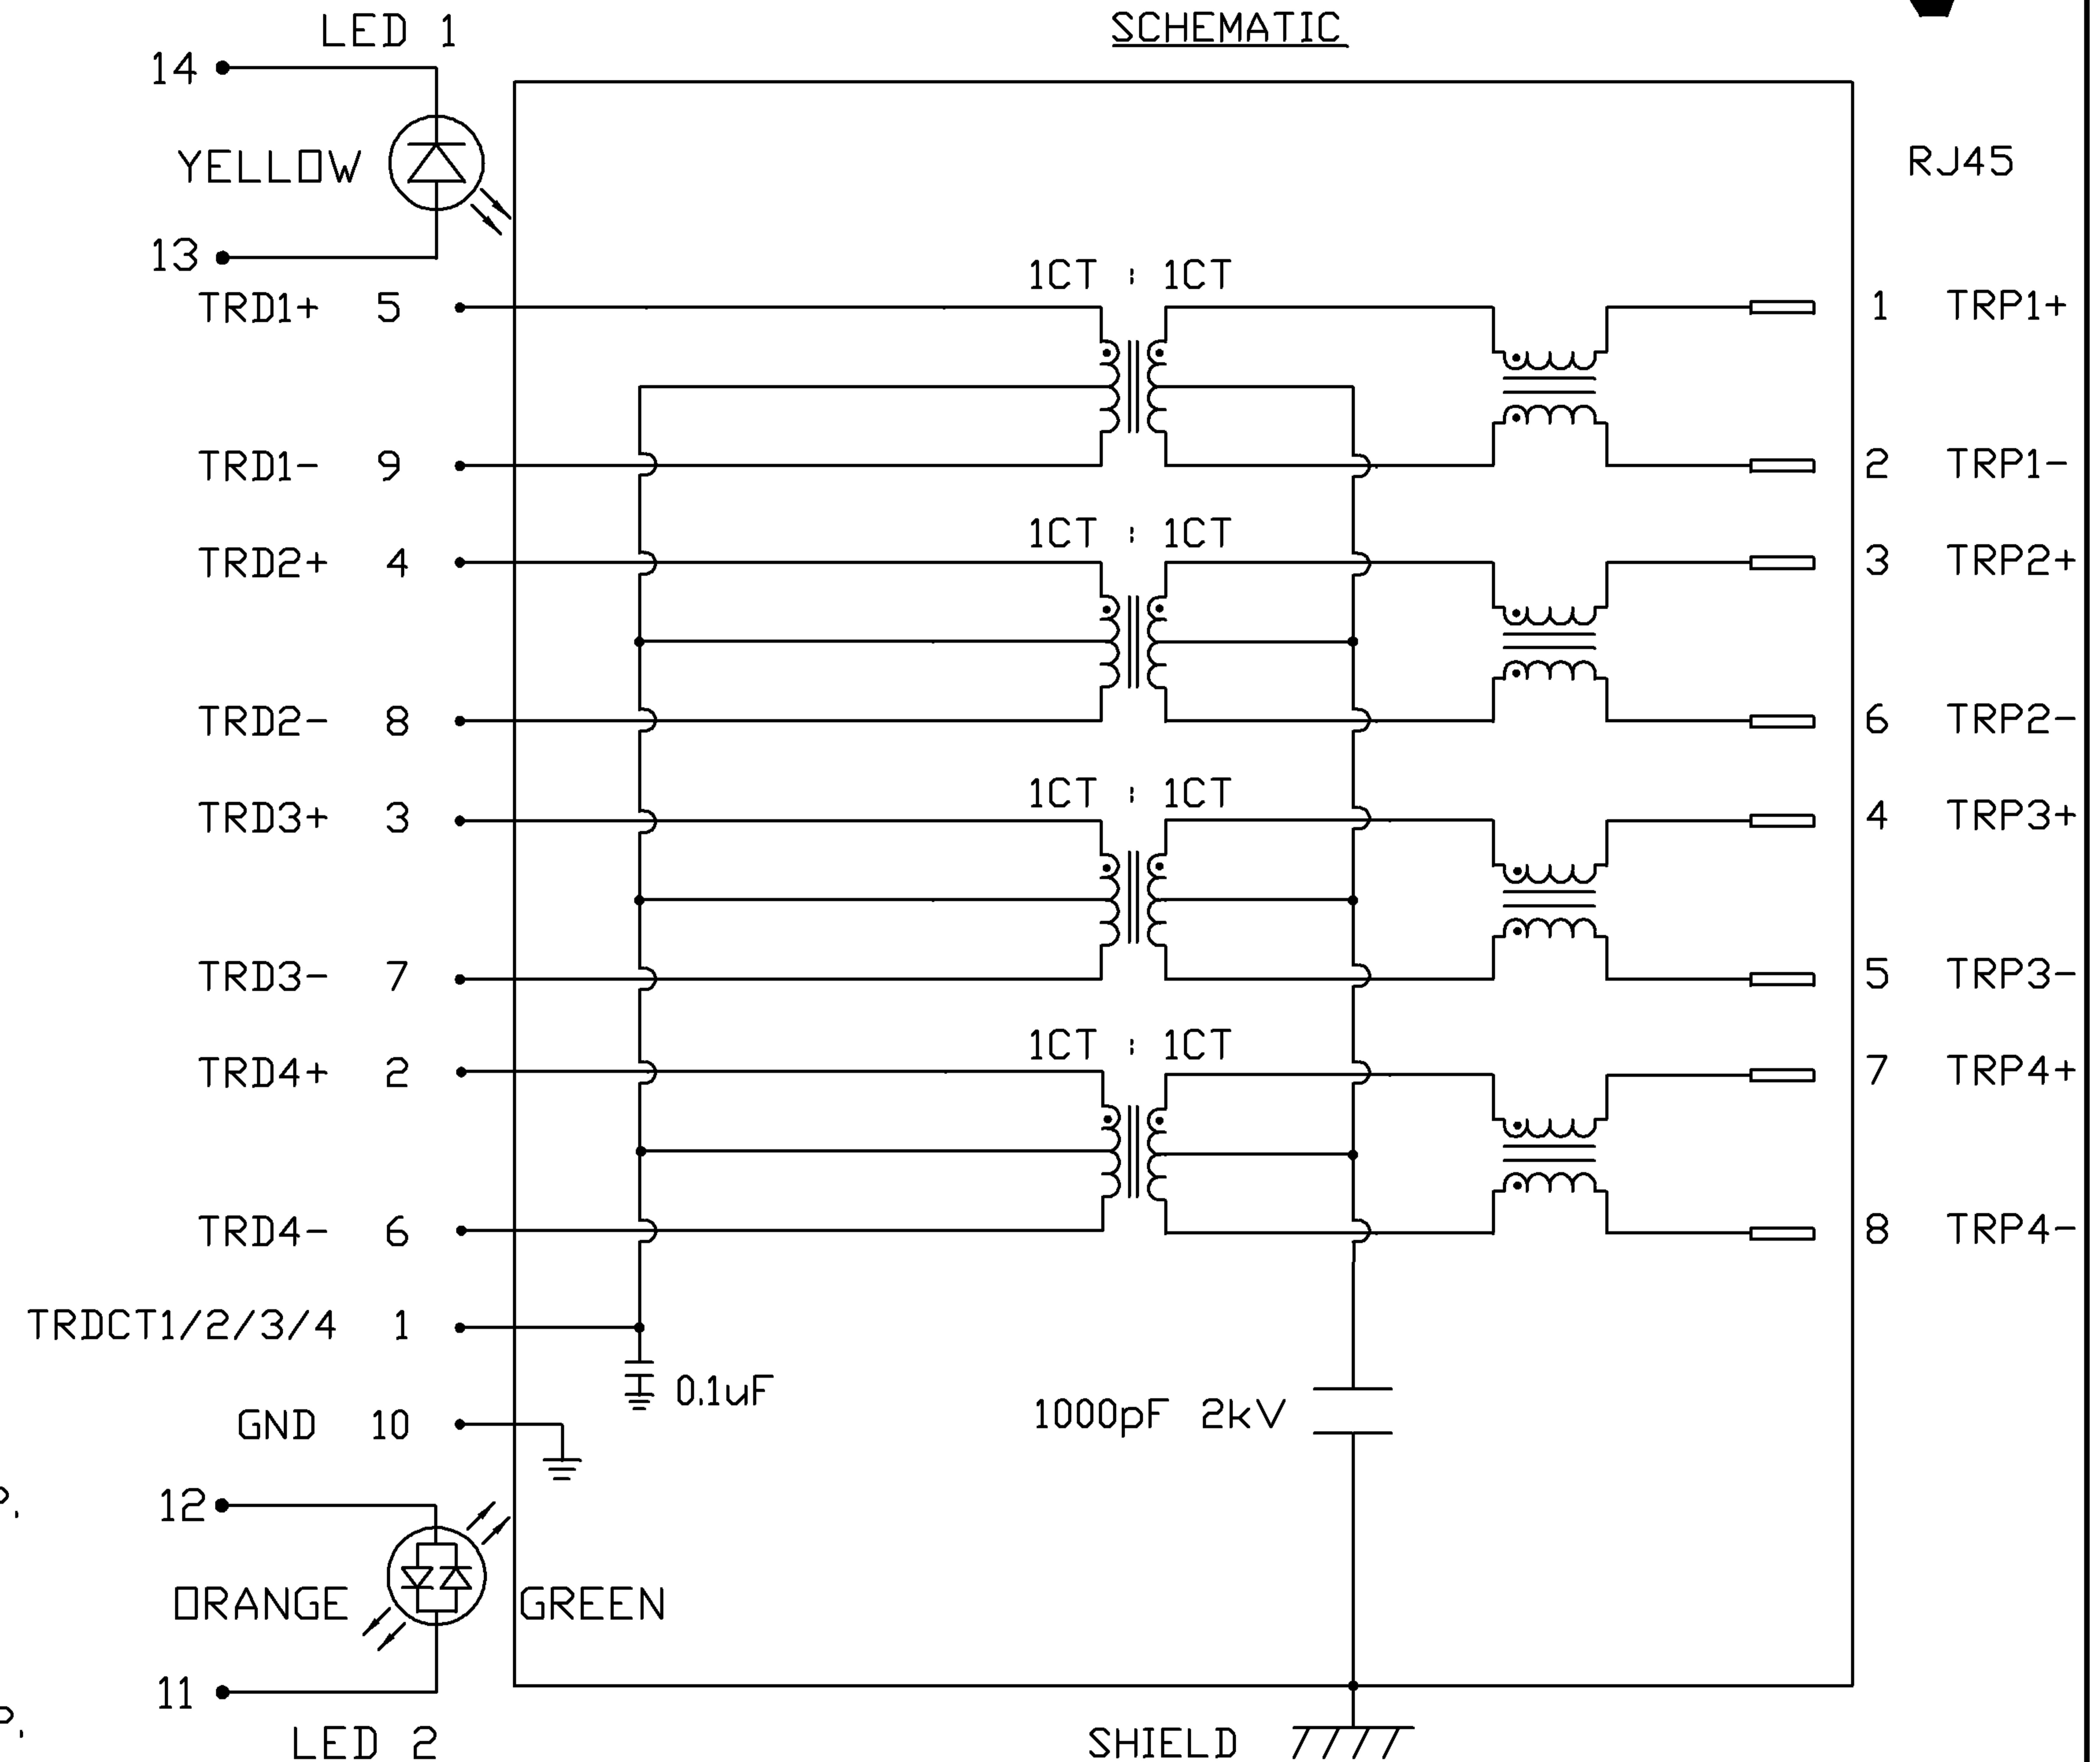 LED 1
SCHEMATIC
14
YELLOW
RJ45
13
1CT : 1CT
TRD1+ 5
1 TRP1+
TRD1- 9
2 TRP1-
1CT : 1CT
TRD2+ 4
3 TRP2+
TRD2- 8
6 TRP2-
1CT : 1CT
TRD3+ 3
4 TRP3+
TRD3- 7
5 TRP3-
1CT : 1CT
TRD4+ 2
7 TRP4+
TRD4- 6
8 TRP4-
TRDCT1/2/3/4 1
0.1uF
1000pF 2kV
GND 10
12
ORANGE
GREEN
11
LED 2
SHIELD